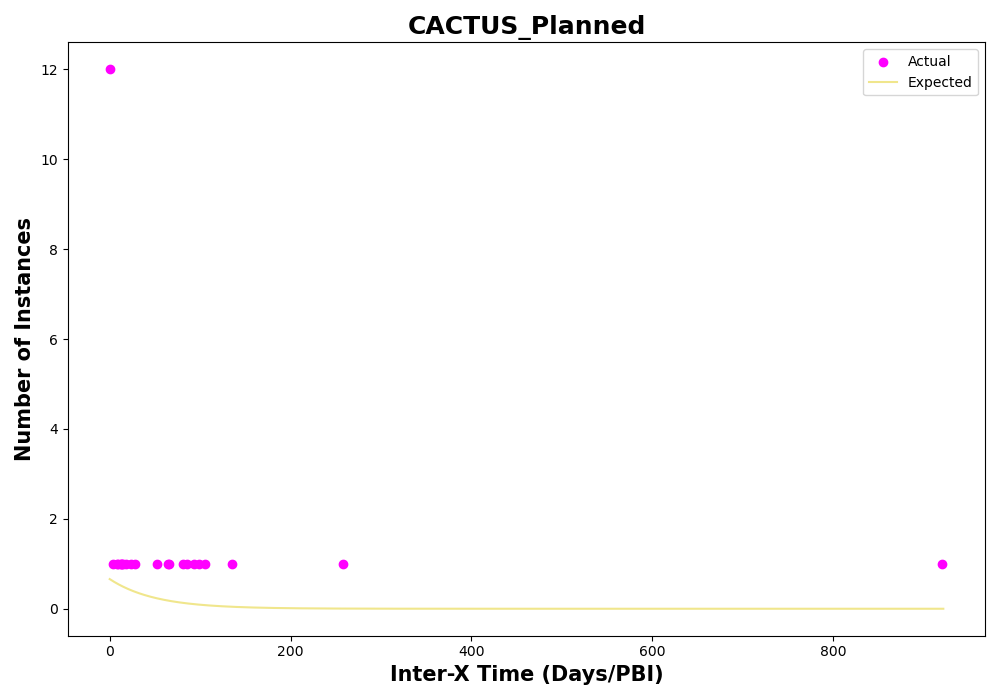 CACTUS_Planned
Actual
Expected
12
10
8
6
4
2
0
Number of Instances
0 200 400 600 800
Inter-X Time (Days/PBI)